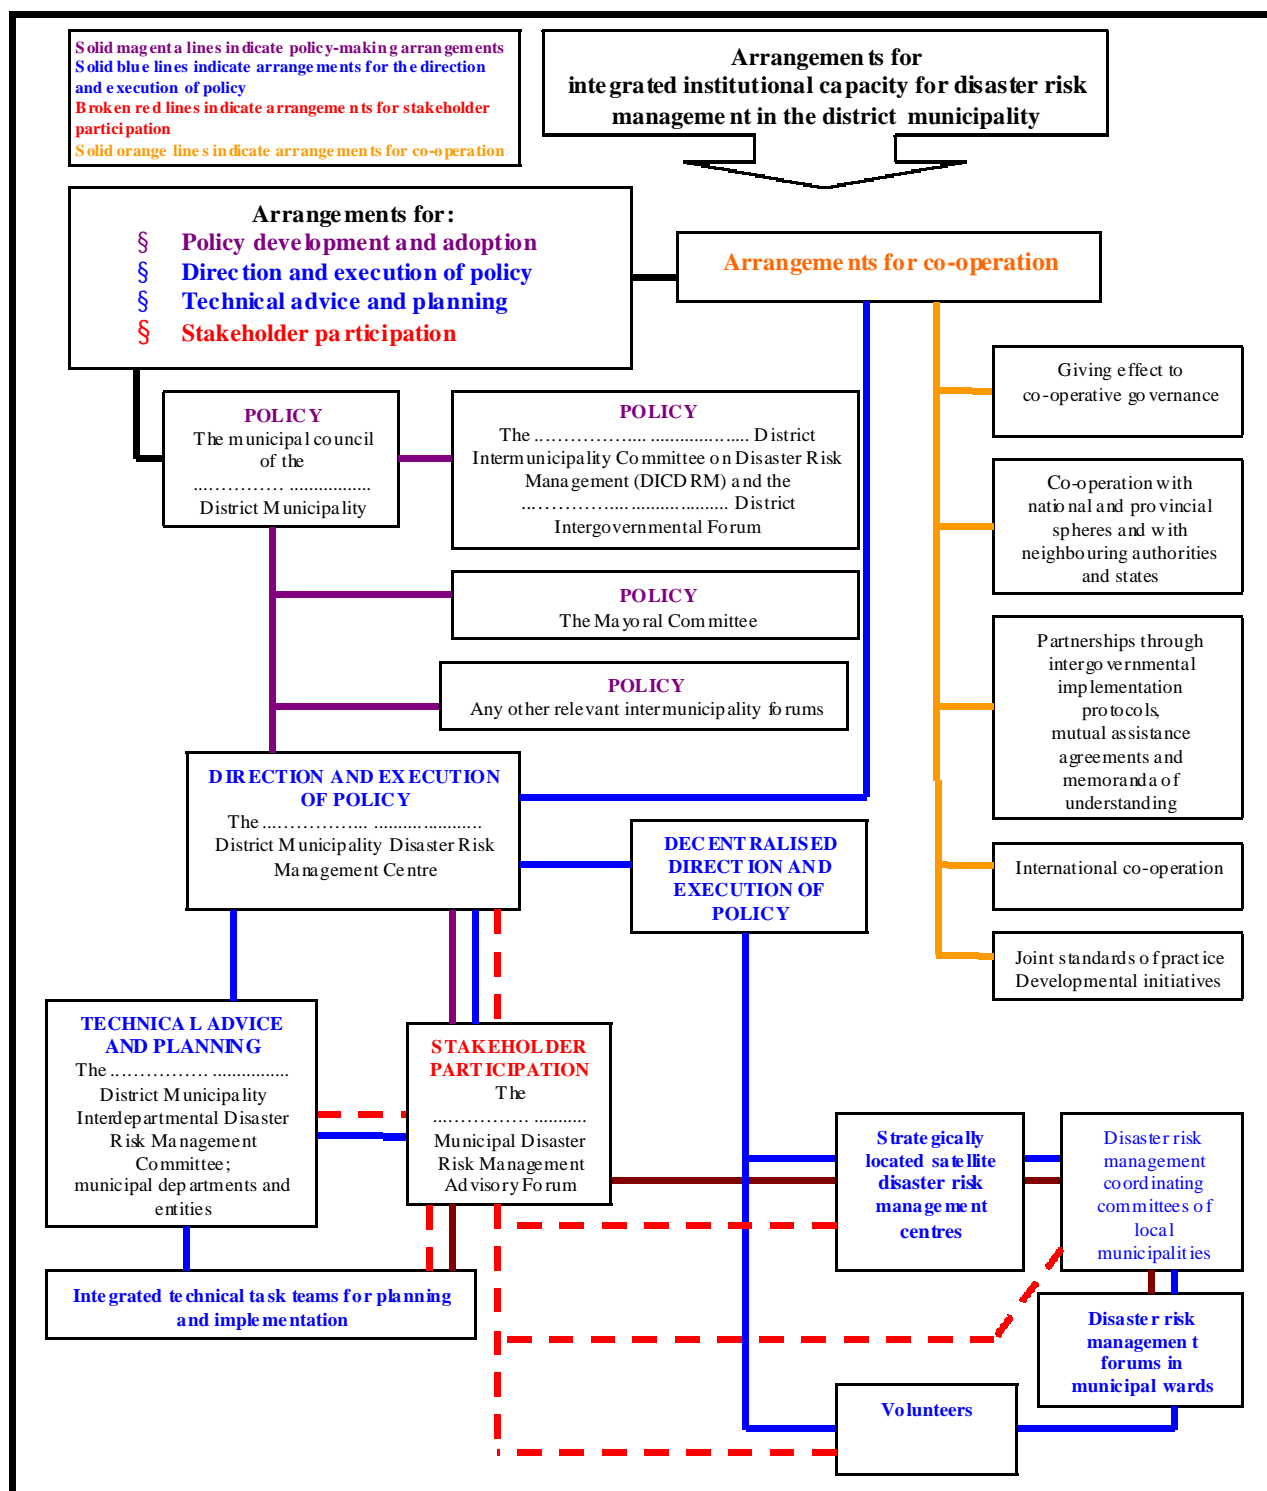 Solid magenta lines indicate policy-making arrangements
Solid blue lines indicate arrangements for the direction
and execution of policy
Broken red lines indicate arrangements for stakeholder
participation
Solid orange lines indicate arrangements for co-operation
Arrangements for
integrated institutional capacity for disaster risk
management in the district municipality
Arrangements for:
§ Policy development and adoption
§ Direction and execution of policy
§ Technical advice and planning
§ Stakeholder participation
Arrangements for co-operation
Giving effect to
co-operative governance
POLICY
The municipal council
of the
…………… ..................
District Municipality
POLICY
The ………………... ..................... District
Intermunicipality Committee on Disaster Risk
Management (DICDRM) and the
………………........................ District
Intergovernmental Forum
Co-operation with
national and provincial
spheres and with
neighbouring authorities
and states
POLICY
The Mayoral Committee
Partnerships through
intergovernmental
implementation
protocols,
mutual assistance
agreements and
memoranda of
understanding
POLICY
Any other relevant intermunicipality forums
DIRECTION AND EXECUTION
OF POLICY
The ………………... ......................
District Municipality Disaster Risk
Management Centre
DECENTRALISED
DIRECTION AND
EXECUTION OF
POLICY
International co-operation
Joint standards of practice
Developmental initiatives
TECHNICAL ADVICE
AND PLANNING
The ……………… ................
District Municipality
Interdepartmental Disaster
Risk Management
Committee;
municipal departments and
entities
STAKEHOLDER
PARTICIPATION
The
……………… ...........
Municipal Disaster
Risk Management
Advisory Forum
Strategically
located satellite
disaster risk
management
centres
Disaster risk
management
coordinating
committees of
local
municipalities
Integrated technical task teams for planning
and implementation
Disaster risk
management
forums in
municipal wards
Volunteers